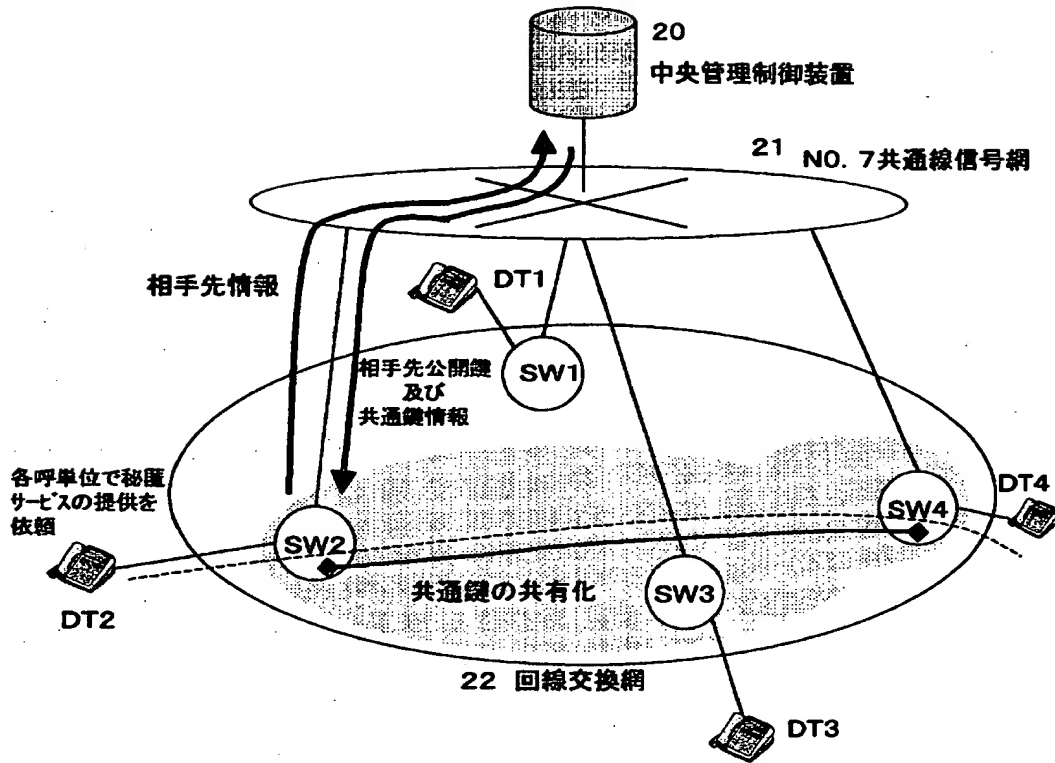 20
中央管理制御装置
21 NO. 7共通線信号網
相手先情報
DT1
SW1
相手先公開鍵
及び
共通鍵情報
各呼単位で秘匿
サービスの提供を
依頼
DT4
SW4
SW2
共通鍵の共有化
SW3
DT2
22 回線交換網
DT3